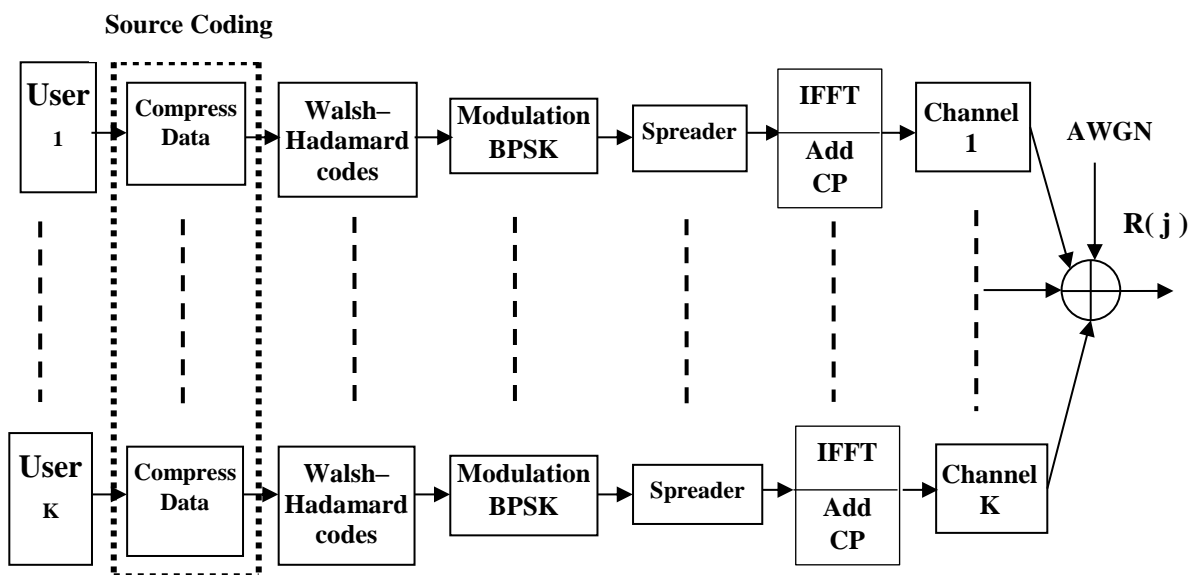 Source Coding
User
1
Compress
Data
Walsh–
Hadamard
codes
Modulation
BPSK
Spreader
IFFT
Add
CP
Channel
1
AWGN
R( j )
User
K
Compress
Data
Walsh–
Hadamard
codes
Modulation
BPSK
Spreader
IFFT
Add
CP
Channel
K